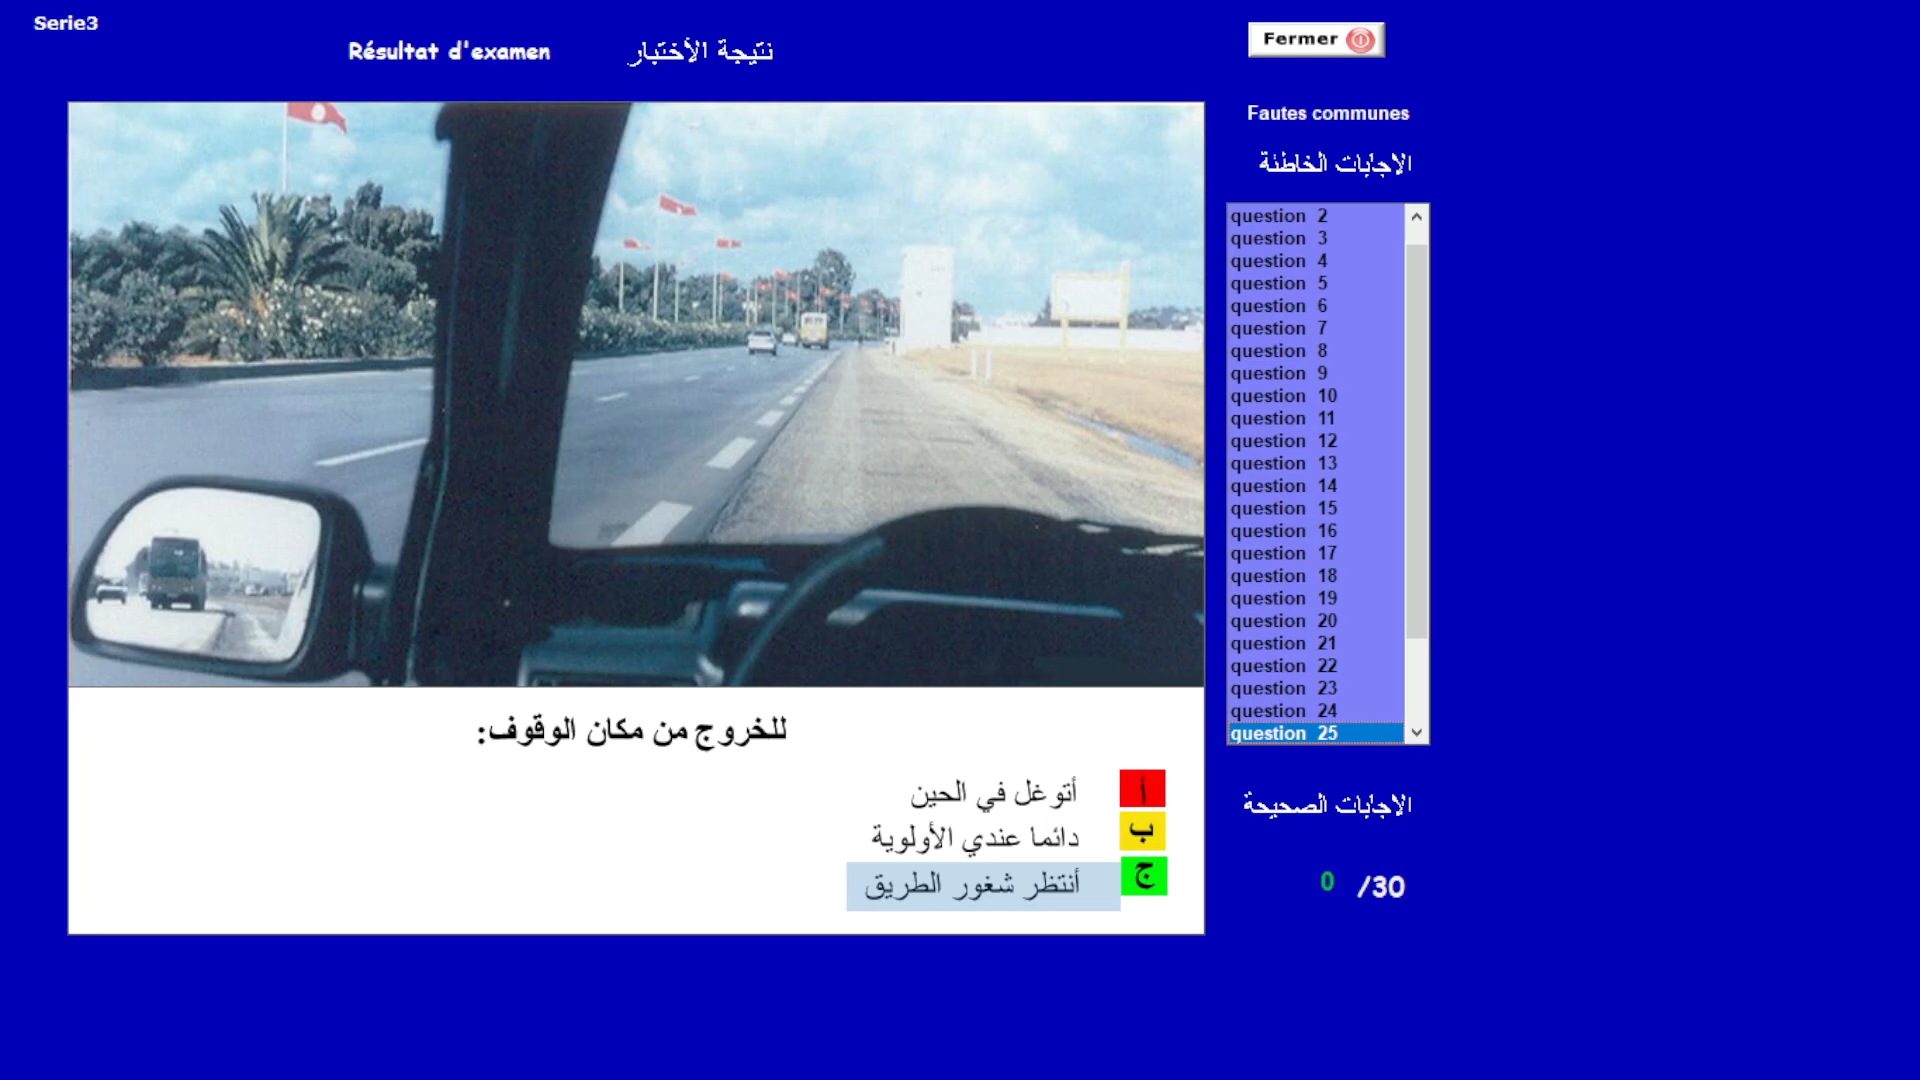 Serie3
Résultat d'examen
نتيجة الأختبار
Fermer
Fautes communes
الإجابات الخاطئة
question 2
question 3
question 4
question 5
question 6
question 7
question 8
question 9
question 10
question 11
question 12
question 13
question 14
question 15
question 16
question 17
question 18
question 19
question 20
question 21
question 22
question 23
question 24
question 25
للخروج من مكان الوقوف:
أ أتوغل في الحين
ب دائما عندي الأولوية
ج أنتظر شغور الطريق
الإجابات الصحيحة
0 /30